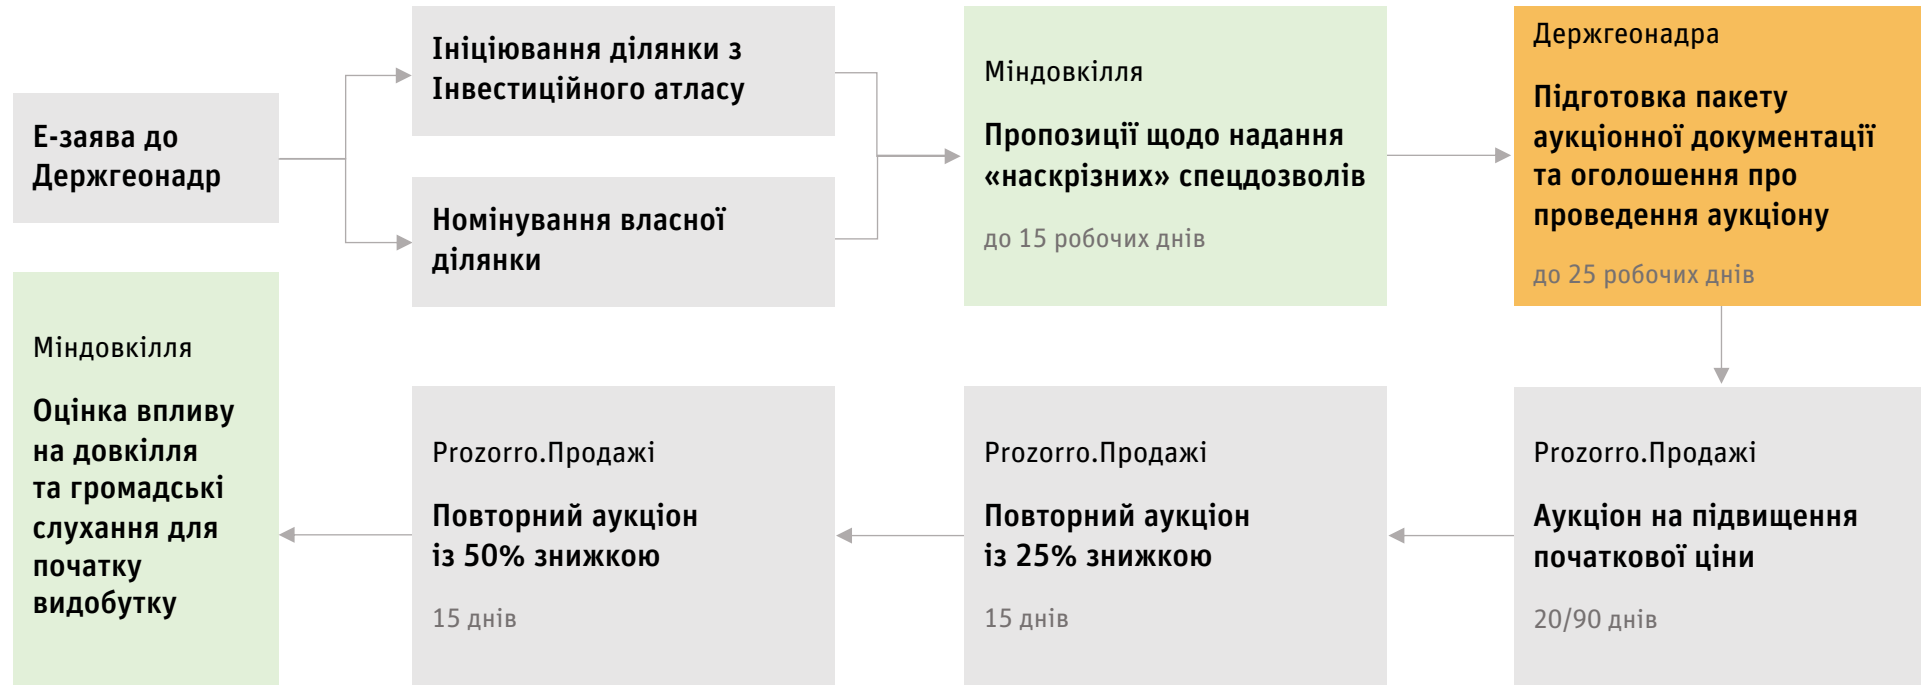 Е-заява до
Держгеонадр
Ініціювання ділянки з
Інвестиційного атласу
Номінування власної
ділянки
Міндовкілля
Пропозиції щодо надання
«наскрізних» спецдозволів
до 15 робочих днів
Держгеонадра
Підготовка пакету
аукціонної документації
та оголошення про
проведення аукціону
до 25 робочих днів
Prozorro.Продажі
Аукціон на підвищення
початкової ціни
20/90 днів
Prozorro.Продажі
Повторний аукціон
із 25% знижкою
15 днів
Prozorro.Продажі
Повторний аукціон
із 50% знижкою
15 днів
Міндовкілля
Оцінка впливу
на довкілля
та громадські
слухання для
початку
видобутку